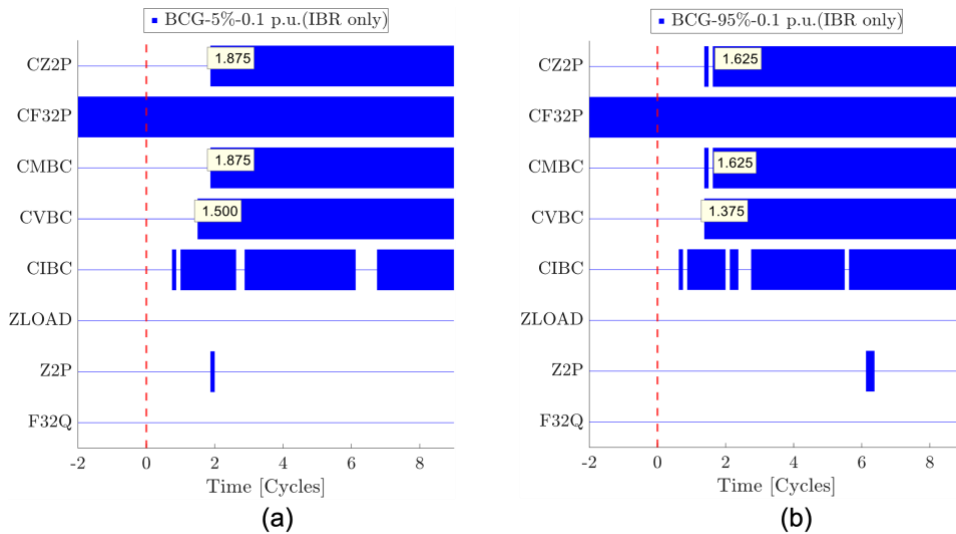 BCG-5%-0.1 p.u.(IBR only)
CZ2P
1.875
CF32P
CMBC
1.875
CVBC
1.500
CIBC
ZLOAD
Z2P
F32Q
-2 0 2 4 6 8
Time [Cycles]
(a)
BCG-95%-0.1 p.u.(IBR only)
CZ2P
1.625
CF32P
CMBC
1.625
CVBC
1.375
CIBC
ZLOAD
Z2P
F32Q
-2 0 2 4 6 8
Time [Cycles]
(b)